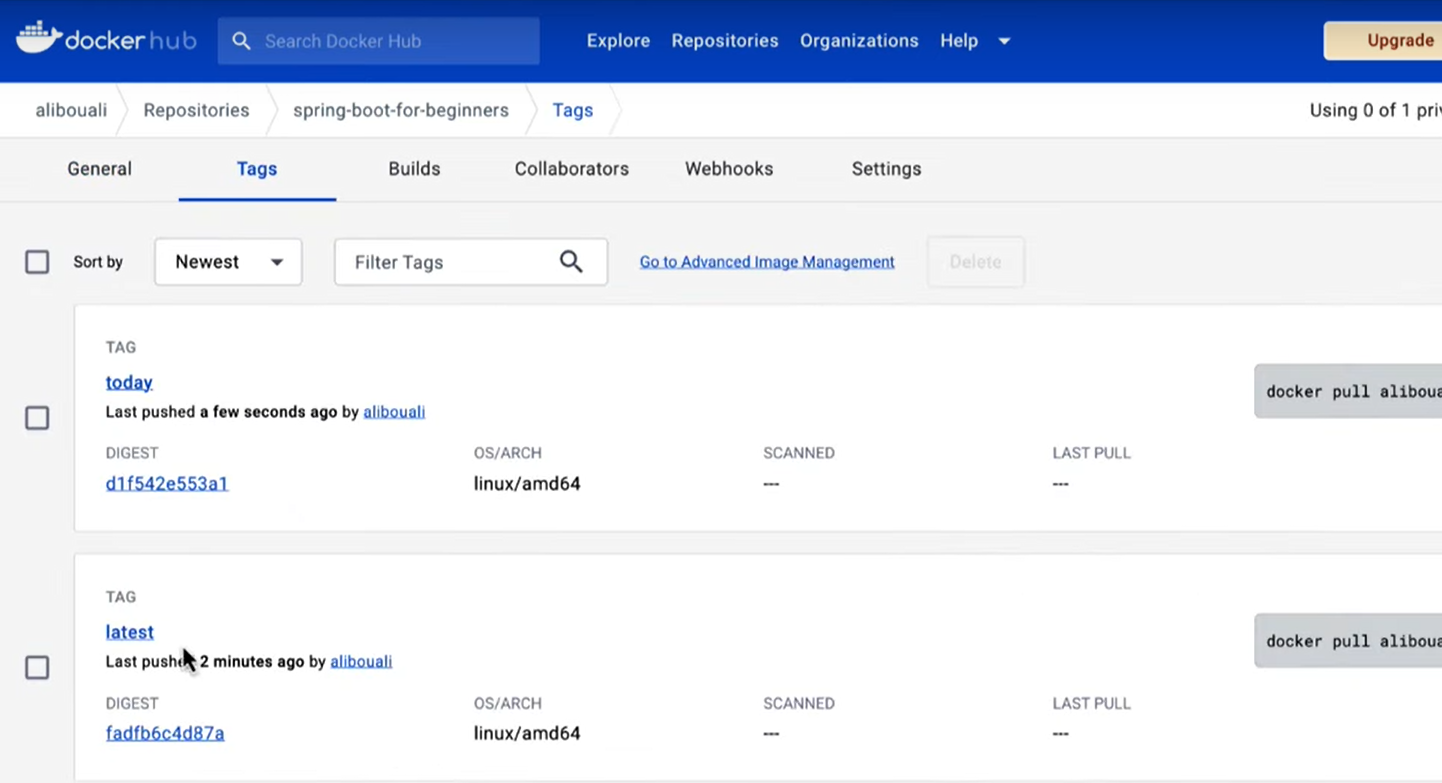 docker hub Search Docker Hub Explore Repositories Organizations Help Upgrade
alibouali Repositories spring-boot-for-beginners Tags Using 0 of 1
General Tags Builds Collaborators Webhooks Settings
Sort by Newest Filter Tags Go to Advanced Image Management Delete
TAG
today
docker pull
Last pushed a few seconds ago by alibouali
DIGEST OS/ARCH SCANNED LAST PULL
d1f542e553a1 linux/amd64 --- ---
TAG
latest
docker pull
Last pushed 2 minutes ago by alibouali
DIGEST OS/ARCH SCANNED LAST PULL
fadfb6c4d87a linux/amd64 --- ---